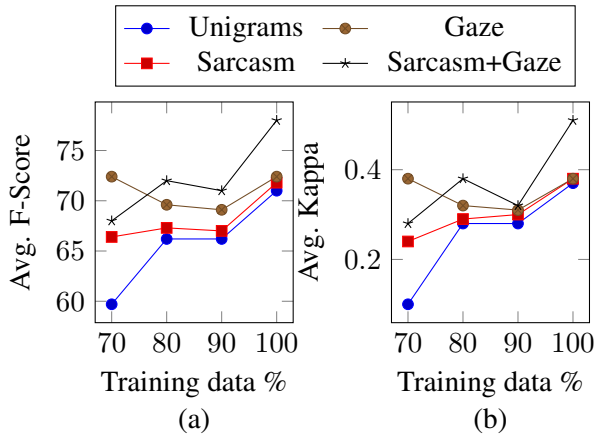 Unigrams Gaze
Sarcasm Sarcasm+Gaze
Avg. F-Score
75
70
65
60
70 80 90 100
Training data %
(a)
Avg. Kappa
0.4
0.2
70 80 90 100
Training data %
(b)